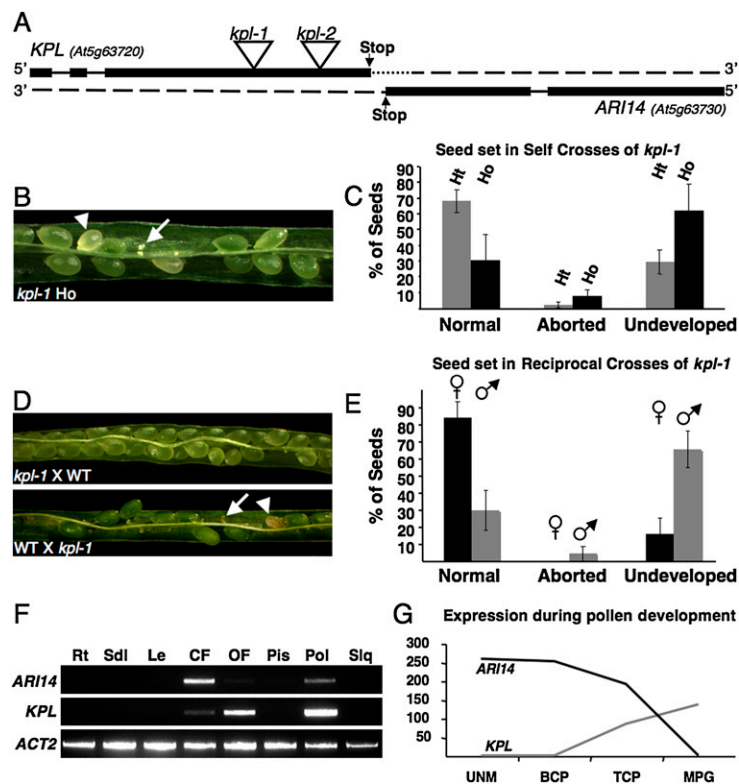 A
kpl-1 kpl-2
KPL (At5g63720)
Stop
5' 3'
3' 5'
Stop
ARI14 (At5g63730)
B
kpl-1 Ho
C
Seed set in Self Crosses of kpl-1
% of Seeds
90
80
70
60
50
40
30
20
10
Ht Ho
Ht Ho
Ht Ho
Normal Aborted Undeveloped
D
kpl-1 X WT
WT X kpl-1
E
Seed set in Reciprocal Crosses of kpl-1
% of Seeds
90
80
70
60
50
40
30
20
10
♀ ♂
♀ ♂
♀ ♂
Normal Aborted Undeveloped
F
Rt Sdl Le CF OF Pis Pol Slq
ARI14
KPL
ACT2
G
Expression during pollen development
300
250
200
150
100
50
ARI14
KPL
UNM BCP TCP MPG